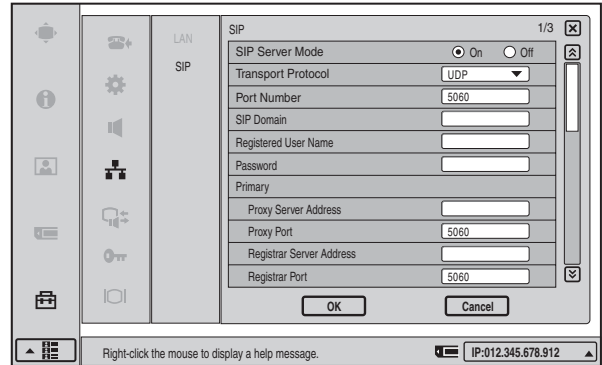 LAN
SIP
SIP 1/3
SIP Server Mode On Off
Transport Protocol UDP
Port Number 5060
SIP Domain
Registered User Name
Password
Primary
Proxy Server Address
Proxy Port 5060
Registrar Server Address
Registrar Port 5060
OK Cancel
Right-click the mouse to display a help message. IP:012.345.678.912